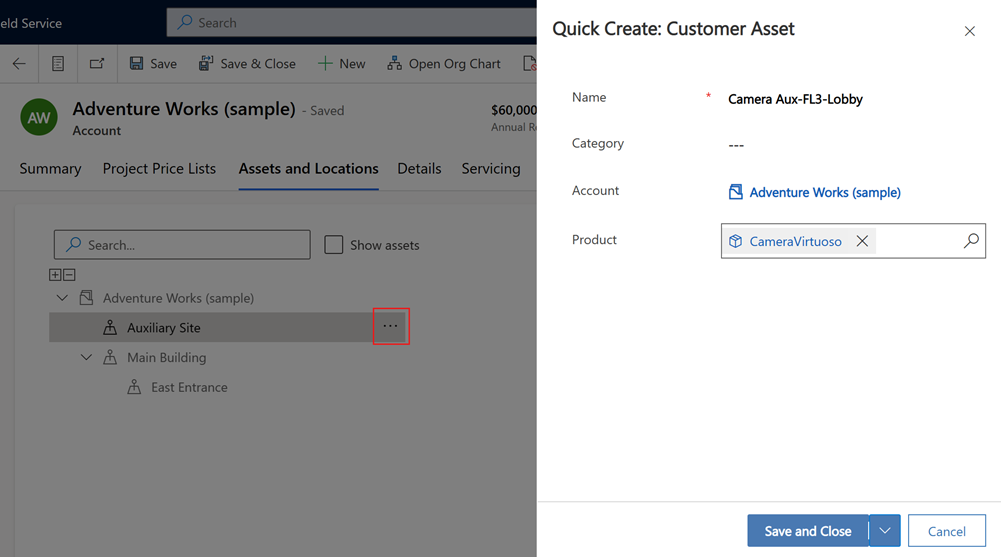 eld Service
Search
Save
Save & Close
New
Open Org Chart
AW
Adventure Works (sample) - Saved
Account
$60,000
Annual Re
Summary
Project Price Lists
Assets and Locations
Details
Servicing
Search...
Show assets
Adventure Works (sample)
Auxiliary Site
...
Main Building
East Entrance
Quick Create: Customer Asset
Name * Camera Aux-FL3-Lobby
Category ---
Account Adventure Works (sample)
Product CameraVirtuoso
Save and Close
Cancel